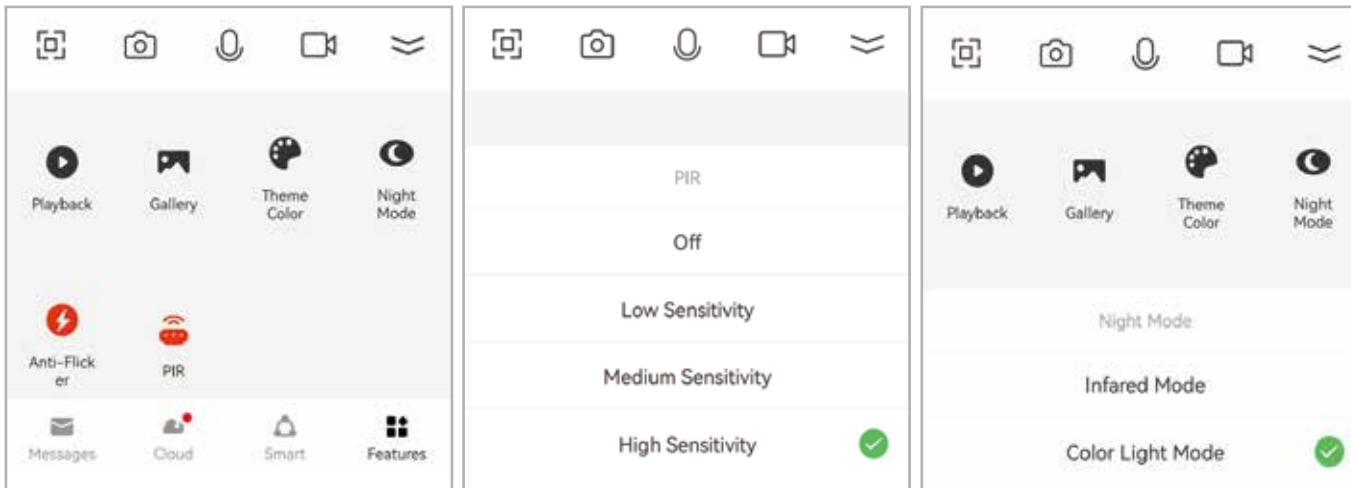 Playback
Gallery
Theme
Color
Night
Mode
Anti-Flick
er
PIR
Messages
Cloud
Smart
Features
PIR
Off
Low Sensitivity
Medium Sensitivity
High Sensitivity
Playback
Gallery
Theme
Color
Night
Mode
Night Mode
Infared Mode
Color Light Mode